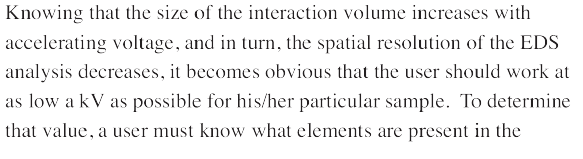 Knowing that the size of the interaction volume increases with
accelerating voltage, and in turn, the spatial resolution of the EDS
analysis decreases, it becomes obvious that the user should work at
as low a kV as possible for his/her particular sample.  To determine
that value, a user must know what elements are present in the